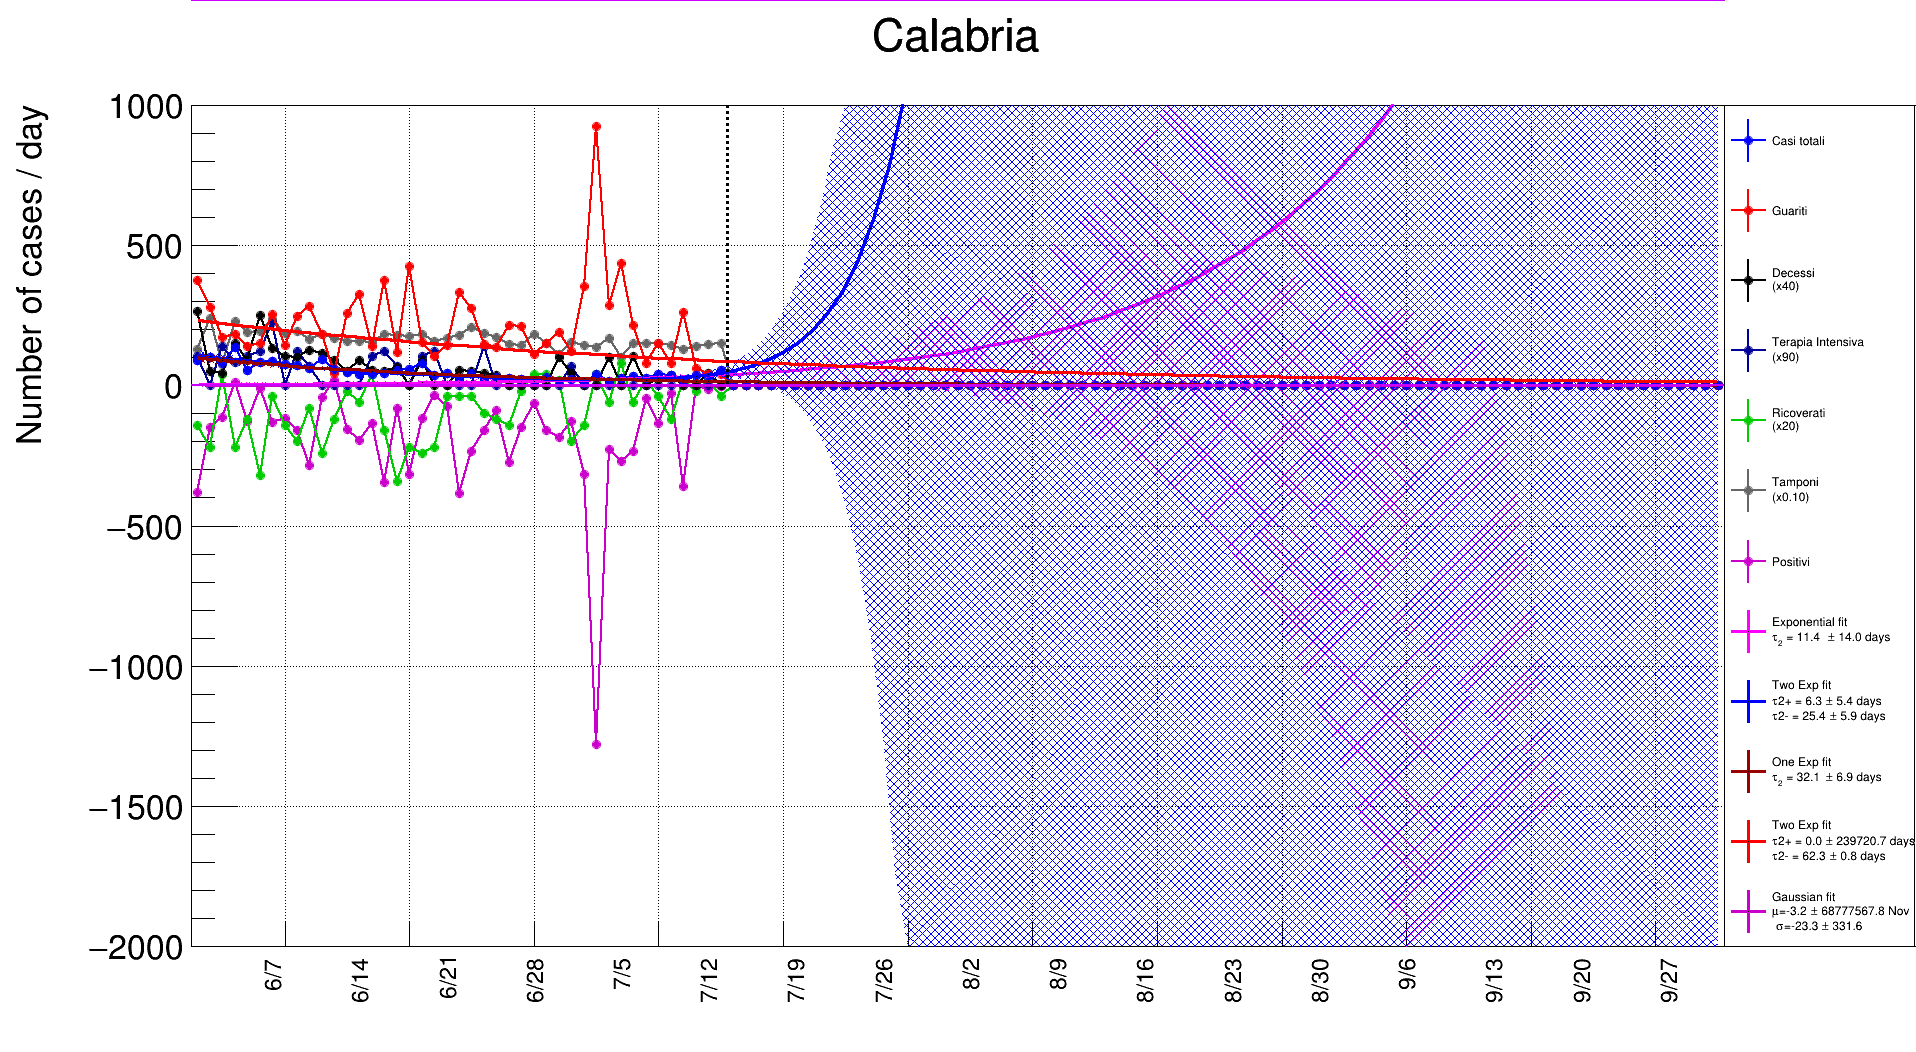 Calabria
Number of cases / day
1000
500
0
−500
−1000
−1500
−2000
6/7
6/14
6/21
6/28
7/5
7/12
7/19
7/26
8/2
8/9
8/16
8/23
8/30
9/6
9/13
9/20
9/27
Casi totali
Guariti
Decessi
(x40)
Terapia Intensiva
(x90)
Ricoverati
(x20)
Tamponi
(x0.10)
Positivi
Exponential fit
τ₂ = 11.4 ± 14.0 days
Two Exp fit
τ2+ = 6.3 ± 5.4 days
τ2- = 25.4 ± 5.9 days
One Exp fit
τ₂ = 32.1 ± 6.9 days
Two Exp fit
τ2+ = 0.0 ± 239720.7 days
τ2- = 62.3 ± 0.8 days
Gaussian fit
μ=-3.2 ± 68777567.8 Nov
σ=-23.3 ± 331.6